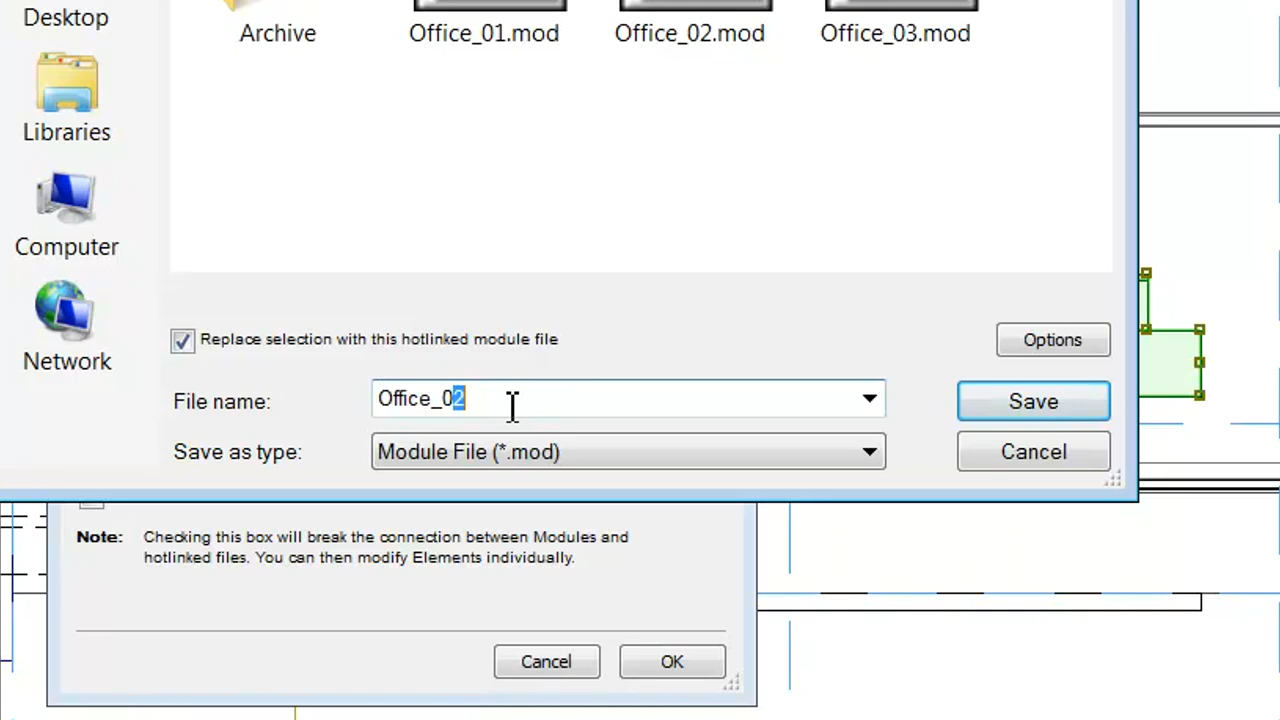 Desktop
Archive
Office_01.mod
Office_02.mod
Office_03.mod
Libraries
Computer
Network
Replace selection with this hotlinked module file
Options
File name:
Office_02
Save
Save as type:
Module File (*.mod)
Cancel
Note: Checking this box will break the connection between Modules and
hotlinked files. You can then modify Elements individually.
Cancel
OK